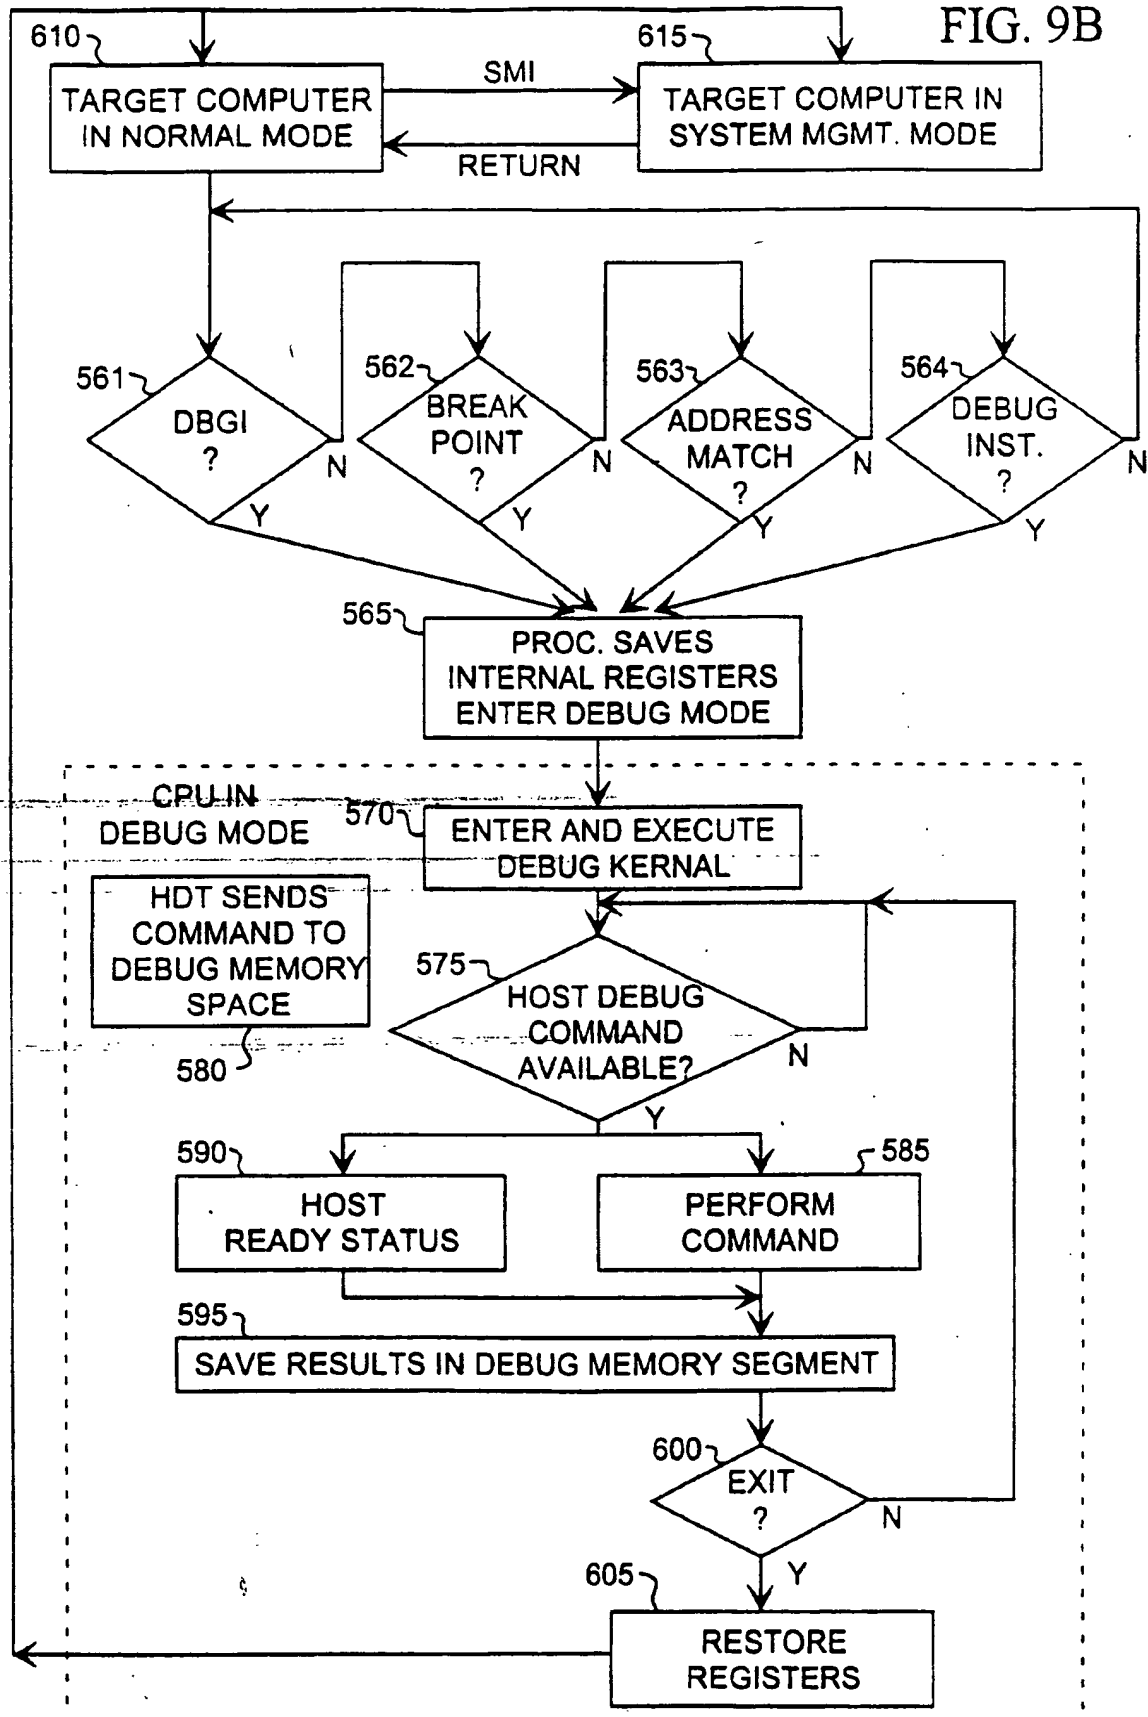 FIG. 9B
610
615
TARGET COMPUTER
IN NORMAL MODE
SMI
RETURN
TARGET COMPUTER IN
SYSTEM MGMT. MODE
561
DBGI
?
N
Y
562
BREAK
POINT
?
N
Y
563
ADDRESS
MATCH
?
N
Y
564
DEBUG
INST.
?
N
Y
565
PROC. SAVES
INTERNAL REGISTERS
ENTER DEBUG MODE
CPU IN
DEBUG MODE
570
ENTER AND EXECUTE
DEBUG KERNAL
HDT SENDS
COMMAND TO
DEBUG MEMORY
SPACE
580
575
HOST DEBUG
COMMAND
AVAILABLE?
N
Y
590
HOST
READY STATUS
585
PERFORM
COMMAND
595
SAVE RESULTS IN DEBUG MEMORY SEGMENT
600
EXIT
?
N
Y
605
RESTORE
REGISTERS